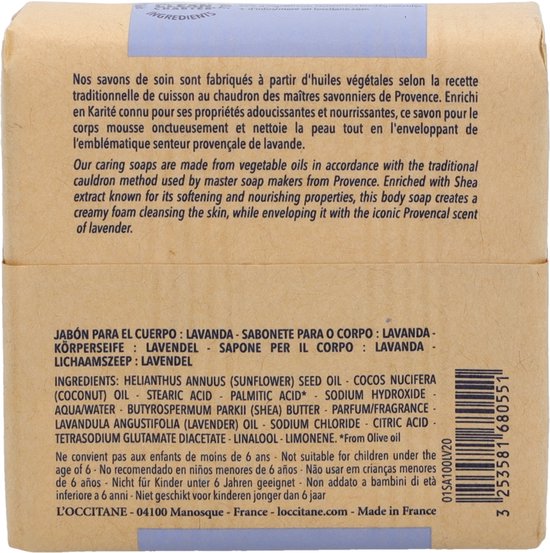 INGREDIENTS
Nos savons de soin sont fabriqués à partir d'huiles végétales selon la recette
traditionnelle de cuisson au chaudron des maîtres savonniers de Provence. Enrichi
en Karité connu pour ses propriétés adoucissantes et nourrissantes, ce savon pour le
corps mousse onctueusement et nettoie la peau tout en l'enveloppant de
l'emblématique senteur provençale de lavande.
Our caring soaps are made from vegetable oils in accordance with the traditional
cauldron method used by master soap makers from Provence. Enriched with Shea
extract known for its softening and nourishing properties, this body soap creates a
creamy foam cleansing the skin, while enveloping it with the iconic Provencal scent
of lavender.
JABÓN PARA EL CUERPO : LAVANDA - SABONETE PARA O CORPO : LAVANDA -
KÖRPERSEIFE : LAVENDEL - SAPONE PER IL CORPO : LAVANDA -
LICHAAMSZEEP : LAVENDEL
INGREDIENTS: HELIANTHUS ANNUUS (SUNFLOWER) SEED OIL - COCOS NUCIFERA
(COCONUT) OIL - STEARIC ACID - PALMITIC ACID* - SODIUM HYDROXIDE -
AQUA/WATER - BUTYROSPERMUM PARKII (SHEA) BUTTER - PARFUM/FRAGRANCE -
LAVANDULA ANGUSTIFOLIA (LAVENDER) OIL - SODIUM CHLORIDE - CITRIC ACID -
TETRASODIUM GLUTAMATE DIACETATE - LINALOOL - LIMONENE. *From Olive oil
Ne convient pas aux enfants de moins de 6 ans - Not suitable for children under the
age of 6 - No recomendado en niños menores de 6 años - Não usar em crianças menores
de 6 anos - Nicht für Kinder unter 6 Jahren geeignet - Non adatto a bambini di età
inferiore a 6 anni - Niet geschikt voor kinderen jonger dan 6 jaar
L'OCCITANE - 04100 Manosque - France - loccitane.com - Made in France
01SA100LV20
3 253581 680551